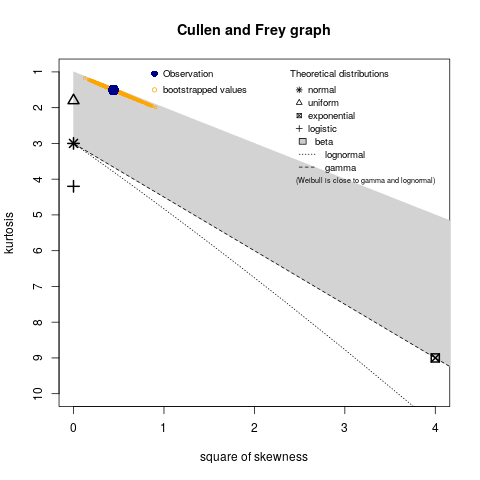 Cullen and Frey graph
Observation
bootstrapped values
Theoretical distributions
normal
uniform
exponential
logistic
beta
lognormal
gamma
(Weibull is close to gamma and lognormal)
kurtosis
1
2
3
4
5
6
7
8
9
10
0
1
2
3
4
square of skewness